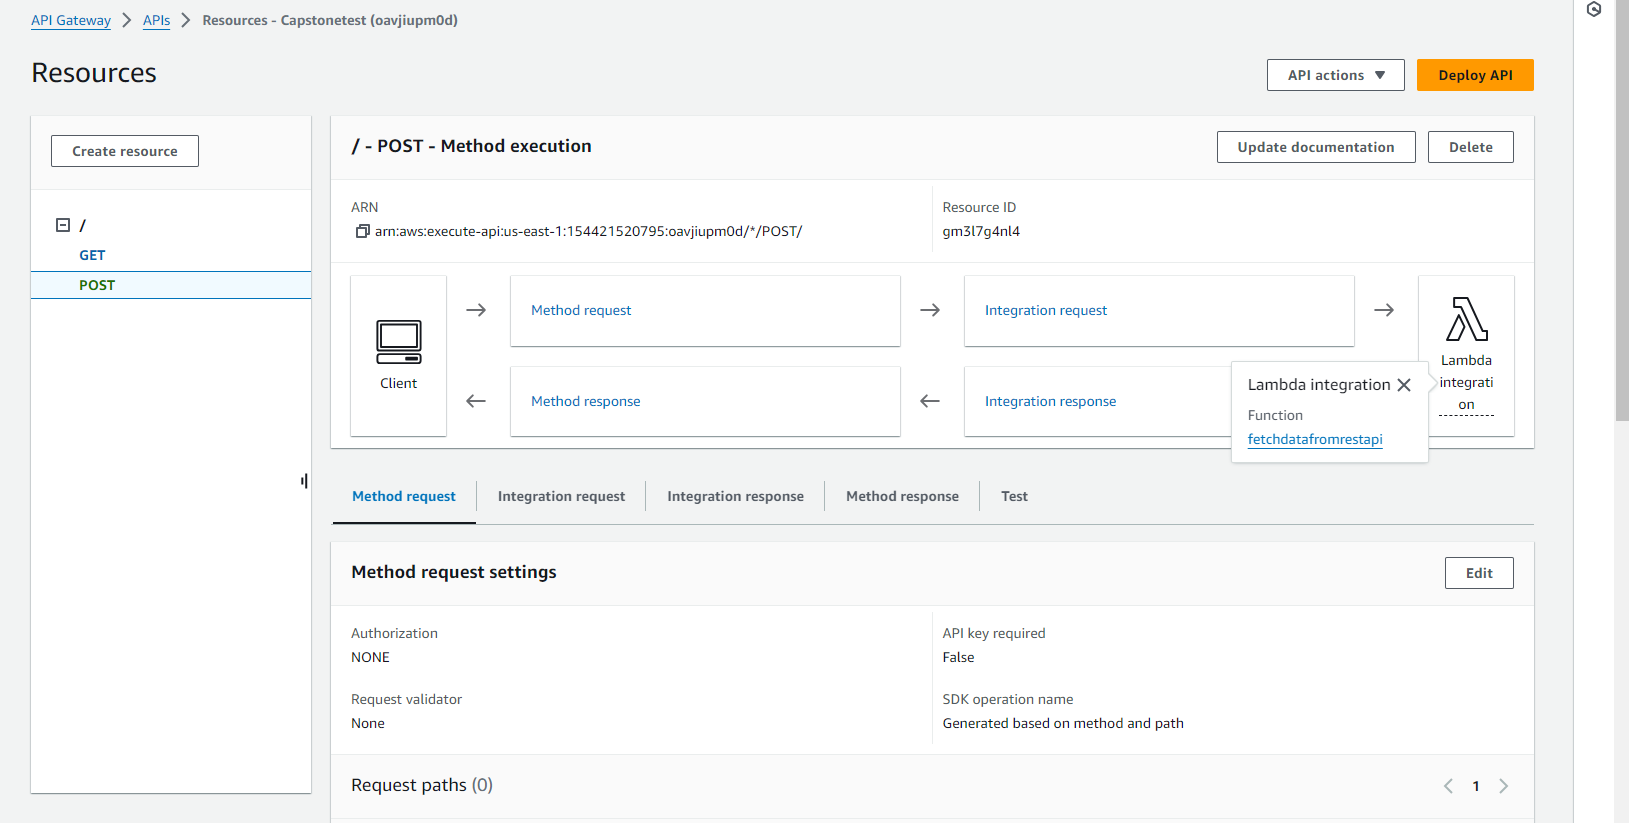 API Gateway > APIs > Resources - Capstonetest (oavjiupm0d)
Resources
API actions ▼
Deploy API
Create resource
/
GET
POST
/ - POST - Method execution
Update documentation
Delete
ARN
arn:aws:execute-api:us-east-1:154421520795:oavjiupm0d/*/POST/
Resource ID
gm3l7g4nl4
Client
Method request
Integration request
Method response
Integration response
Lambda
integrati
on
Lambda integration
Function
fetchdatafromrestapi
Method request
Integration request
Integration response
Method response
Test
Method request settings
Edit
Authorization
NONE
API key required
False
Request validator
None
SDK operation name
Generated based on method and path
Request paths (0)
1